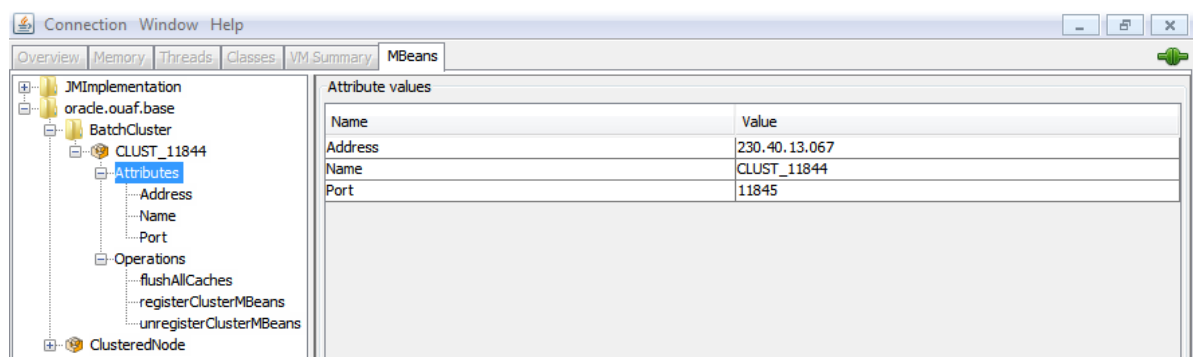 Connection Window Help
Overview Memory Threads Classes VM Summary MBeans
JMImplementation
oracle.ouaf.base
BatchCluster
CLUST_11844
Attributes
Address
Name
Port
Operations
flushAllCaches
registerClusterMBeans
unregisterClusterMBeans
ClusteredNode
Attribute values
Name Value
Address 230.40.13.067
Name CLUST_11844
Port 11845